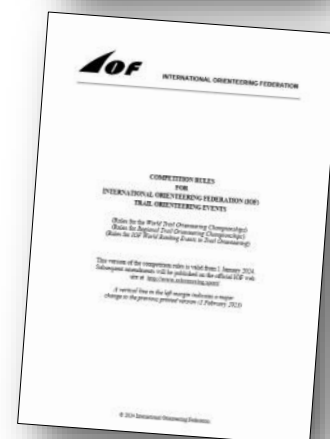 IOF
INTERNATIONAL ORIENTEERING FEDERATION
COMPETITION RULES
FOR
INTERNATIONAL ORIENTEERING FEDERATION (IOF)
TRAIL ORIENTEERING EVENTS
(Rules for the World Trail Orienteering Championships)
(Rules for Regional Trail Orienteering Championships)
(Rules for IOF World Ranking Events in Trail Orienteering)
This version of the competition rules is valid from 1 January 2024.
Subsequent amendments will be published on the official IOF web
site at
A vertical line in the left margin indicates a major
change to the previous printed version (1 February 2023)
© 2024 International Orienteering Federation